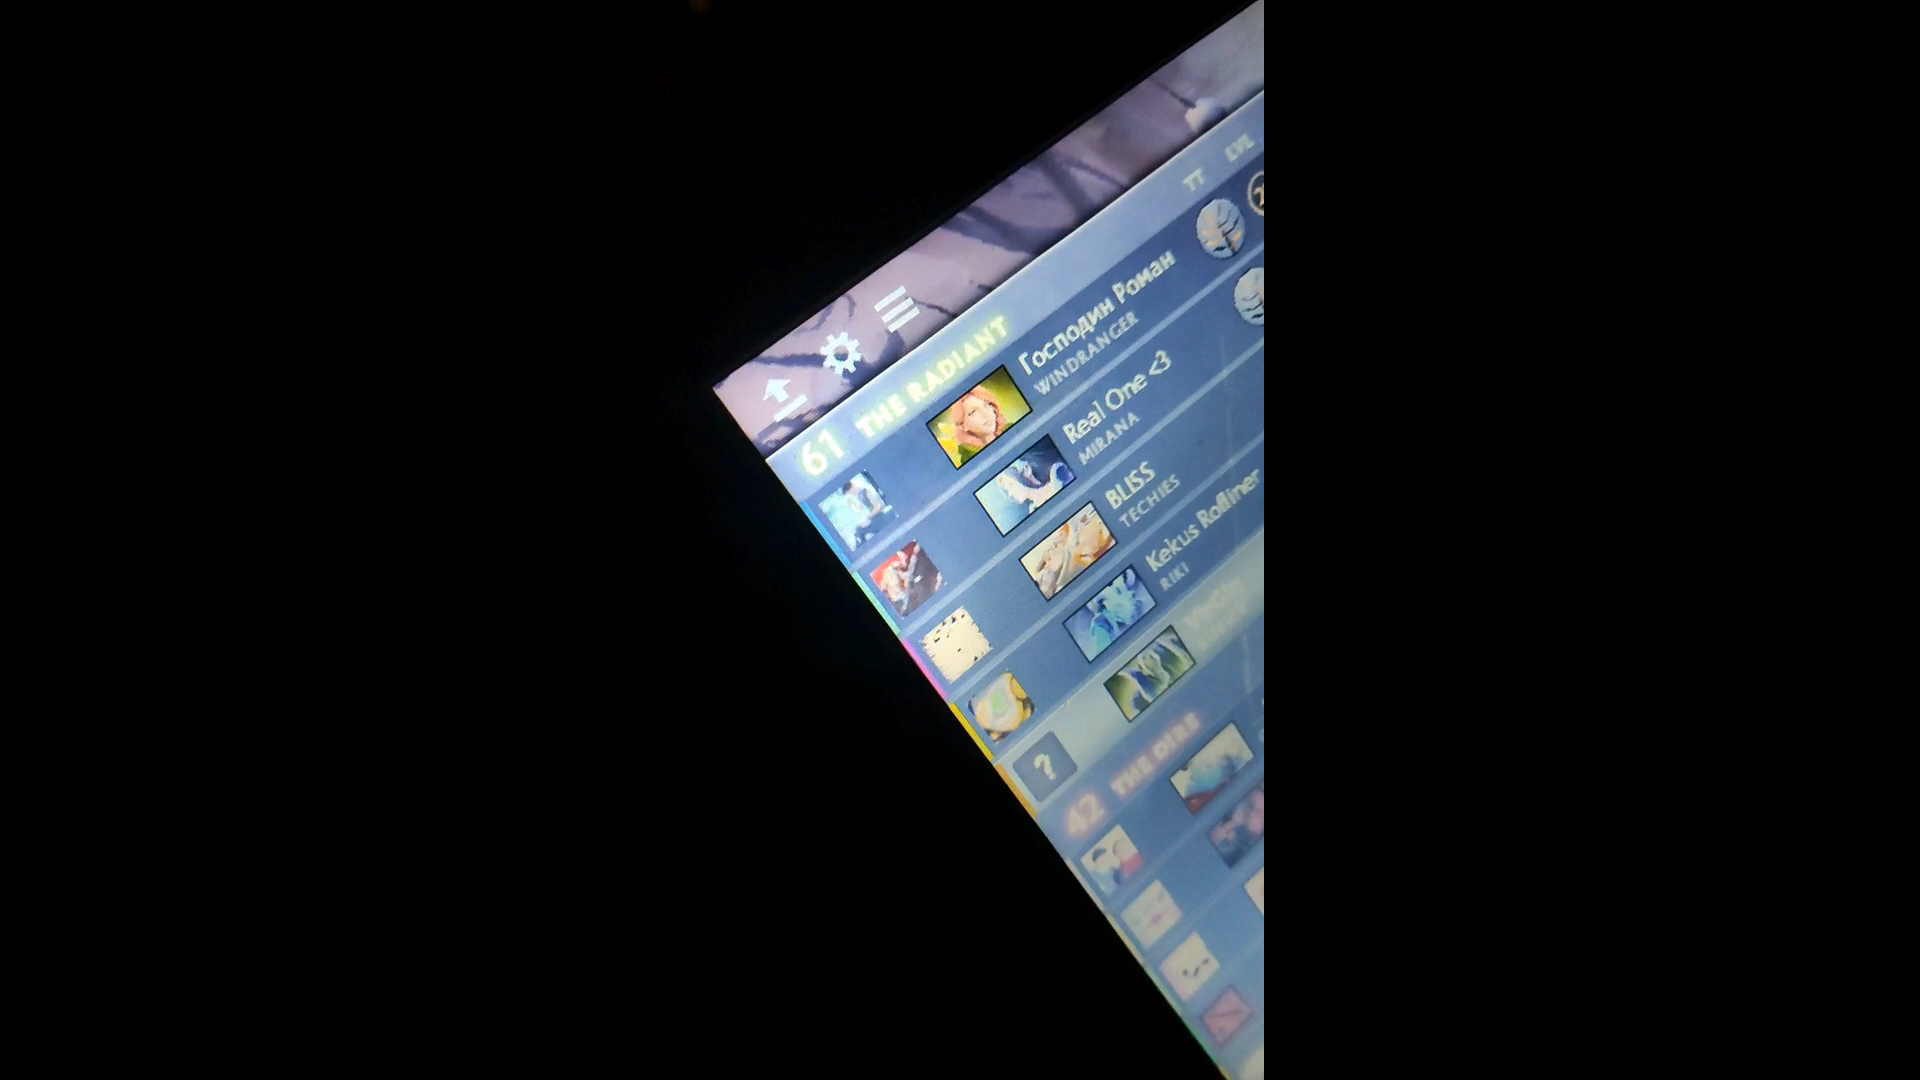 TT LVL
61 THE RADIANT
Господин Роман
WINDRANGER
Real One <3
MIRANA
BLISS
TECHIES
Kekus Rofliner
RIKI
?
42 THE DIRE